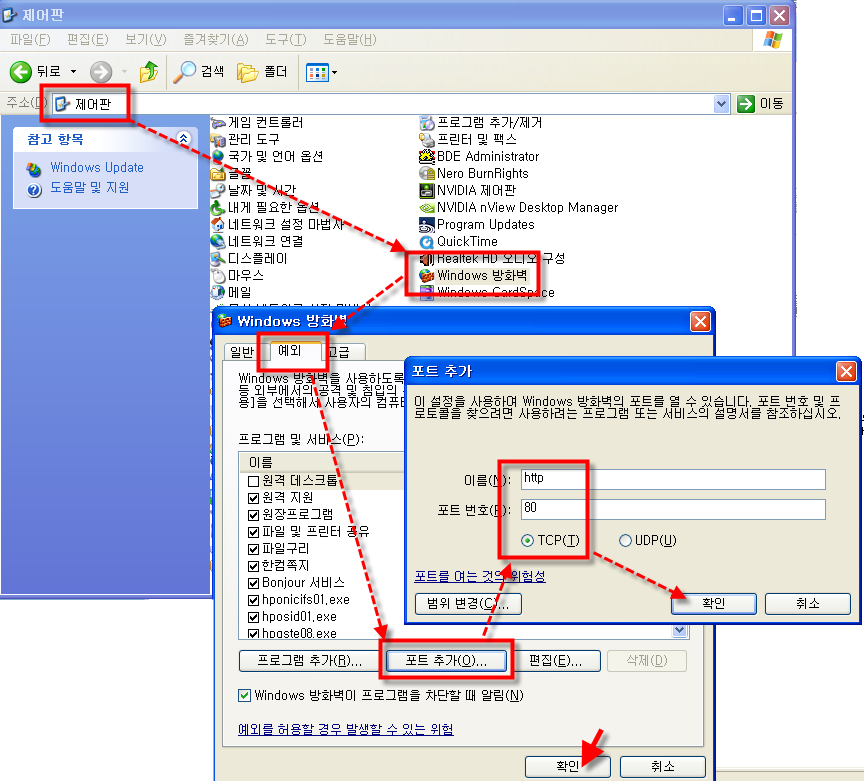 제어판
파일(F) 편집(E) 보기(V) 즐겨찾기(A) 도구(T) 도움말(H)
뒤로 검색 폴더
주소(D) 제어판 이동
참고 항목
Windows Update
도움말 및 지원
게임 컨트롤러
관리 도구
국가 및 언어 옵션
글꼴
날짜 및 시간
내게 필요한 옵션
네트워크 설정 마법사
네트워크 연결
디스플레이
마우스
메일
프로그램 추가/제거
프린터 및 팩스
BDE Administrator
Nero BurnRights
NVIDIA 제어판
NVIDIA nView Desktop Manager
Program Updates
QuickTime
Realtek HD 오디오 구성
Windows 방화벽
Windows CardSpace
Windows 방화벽
일반 예외 고급
Windows 방화벽을 사용하도록
등 외부에서의 공격 및 침입의
용]을 선택해서 사용자의 컴퓨터
프로그램 및 서비스(P):
이름
원격 데스크톱
원격 지원
원장프로그램
파일 및 프린터 공유
파일구리
한컴쪽지
Bonjour 서비스
hponicifs01.exe
hposid01.exe
hpqste08.exe
프로그램 추가(R)... 포트 추가(O)... 편집(E)... 삭제(D)
Windows 방화벽이 프로그램을 차단할 때 알림(N)
예외를 허용할 경우 발생할 수 있는 위험
확인 취소
포트 추가
이 설정을 사용하여 Windows 방화벽의 포트를 열 수 있습니다. 포트 번호 및 프
로토콜을 찾으려면 사용하려는 프로그램 또는 서비스의 설명서를 참조하십시오.
이름(N): http
포트 번호(P): 80
TCP(T) UDP(U)
포트를 여는 것의 위험성
범위 변경(C)... 확인 취소